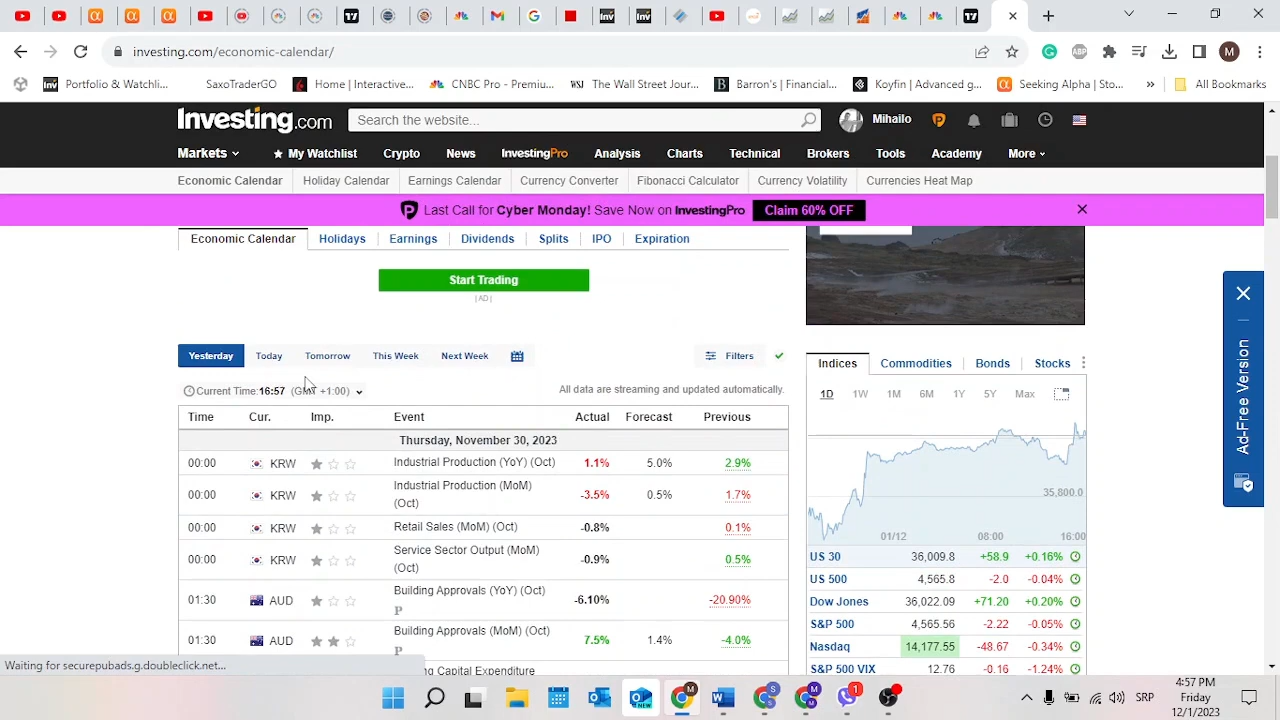 investing.com/economic-calendar/
ABP
M
Inv Portfolio & Watchli...
SaxoTraderGO
Home | Interactive...
CNBC Pro - Premiu...
WSJ The Wall Street Jour...
B Barron's | Financial...
Koyfin | Advanced g...
α Seeking Alpha | Sto...
»
All Bookmarks
Investing.com
Search the website...
Mihailo
Markets
My Watchlist
Crypto
News
InvestingPro
Analysis
Charts
Technical
Brokers
Tools
Academy
More
Economic Calendar
Holiday Calendar
Earnings Calendar
Currency Converter
Fibonacci Calculator
Currency Volatility
Currencies Heat Map
Last Call for Cyber Monday! Save Now on InvestingPro
Claim 60% OFF
Economic Calendar
Holidays
Earnings
Dividends
Splits
IPO
Expiration
Start Trading
| AD |
Yesterday
Today
Tomorrow
This Week
Next Week
Filters
Current Time:16:57 (GMT +1:00)
All data are streaming and updated automatically.
Time Cur. Imp. Event Actual Forecast Previous
Thursday, November 30, 2023
00:00 KRW Industrial Production (YoY) (Oct) 1.1% 5.0% 2.9%
00:00 KRW Industrial Production (MoM) (Oct) -3.5% 0.5% 1.7%
00:00 KRW Retail Sales (MoM) (Oct) -0.8% 0.1%
00:00 KRW Service Sector Output (MoM) (Oct) -0.9% 0.5%
01:30 AUD Building Approvals (YoY) (Oct) P -6.10% -20.90%
01:30 AUD Building Approvals (MoM) (Oct) P 7.5% 1.4% -4.0%
Capital Expenditure
Indices
Commodities
Bonds
Stocks
1D 1W 1M 6M 1Y 5Y Max
35,800.0
01/12 08:00 16:00
US 30 36,009.8 +58.9 +0.16%
US 500 4,565.8 -2.0 -0.04%
Dow Jones 36,022.09 +71.20 +0.20%
S&P 500 4,565.56 -2.22 -0.05%
Nasdaq 14,177.55 -48.67 -0.34%
S&P 500 VIX 12.76 -0.16 -1.24%
Ad-Free Version
Waiting for securepubads.g.doubleclick.net...
SRP
4:57 PM
Friday
12/1/2023